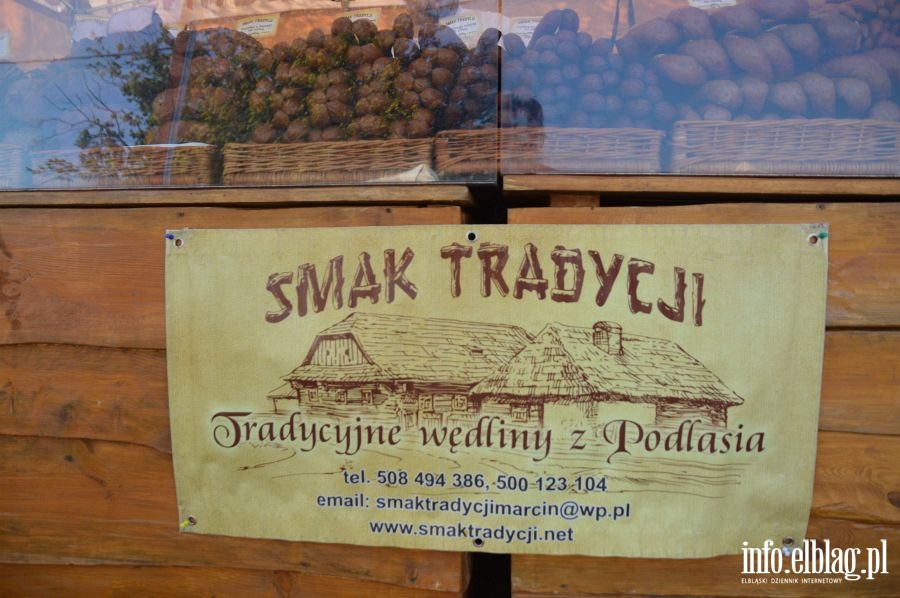 SMAK TRADYCJI
Tradycyjne wędliny z Podlasia
tel. 508 494 386, 500 123 104
email: smaktradycjimarcin@wp.pl
www.smaktradycji.net
info.elblag.pl
ELBLĄSKI DZIENNIK INTERNETOWY